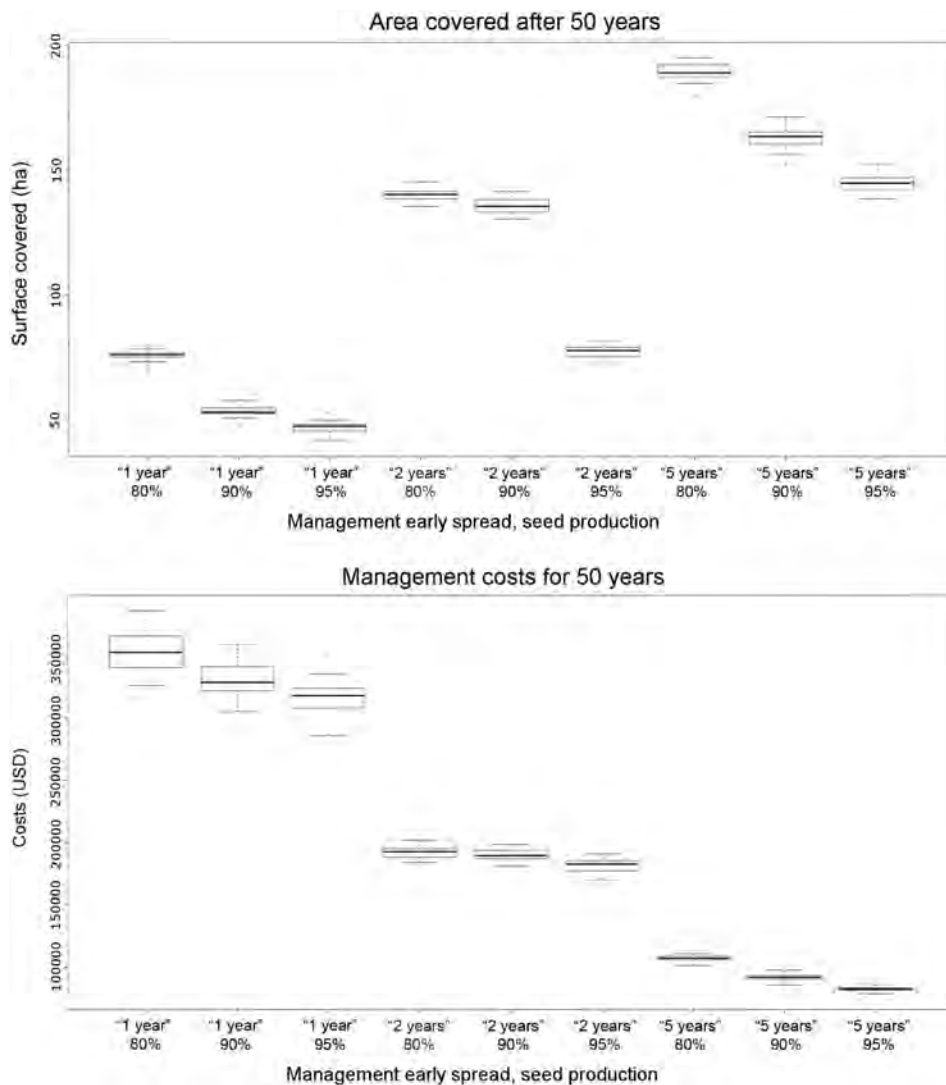 Area covered after 50 years
Surface covered (ha)
200
150
100
50
"1 year" "1 year" "1 year" "2 years" "2 years" "2 years" "5 years" "5 years" "5 years"
80% 90% 95% 80% 90% 95% 80% 90% 95%
Management early spread, seed production
Management costs for 50 years
Costs (USD)
350000
300000
250000
200000
150000
100000
"1 year" "1 year" "1 year" "2 years" "2 years" "2 years" "5 years" "5 years" "5 years"
80% 90% 95% 80% 90% 95% 80% 90% 95%
Management early spread, seed production